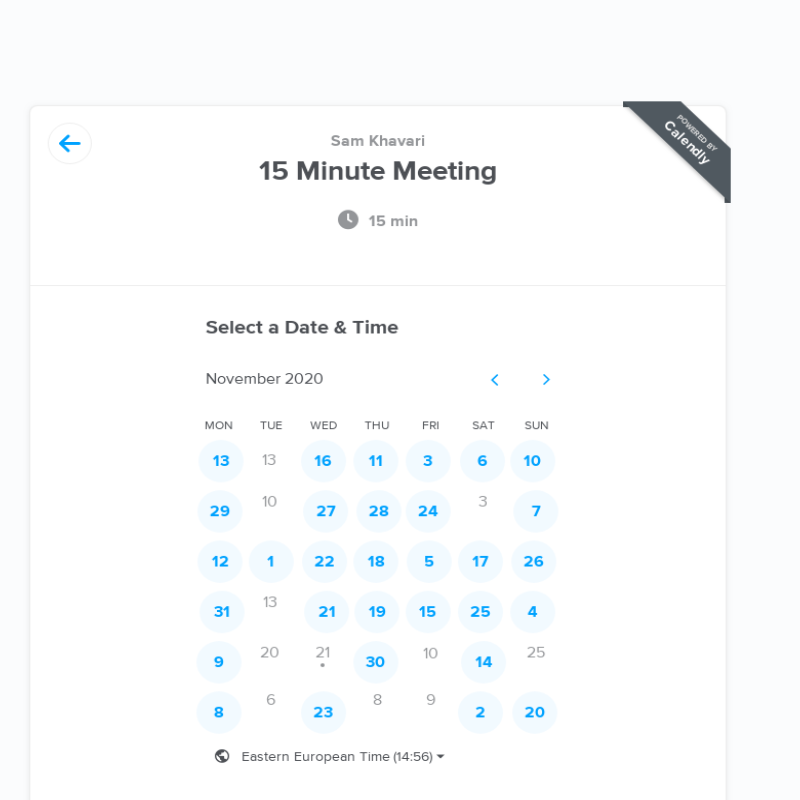 POWERED BY
Calendly
Sam Khavari
15 Minute Meeting
15 min
Select a Date & Time
November 2020
MON TUE WED THU FRI SAT SUN
13 13 16 11 3 6 10
29 10 27 28 24 3 7
12 1 22 18 5 17 26
31 13 21 19 15 25 4
9 20 21 30 10 14 25
8 6 23 8 9 2 20
Eastern European Time (14:56)